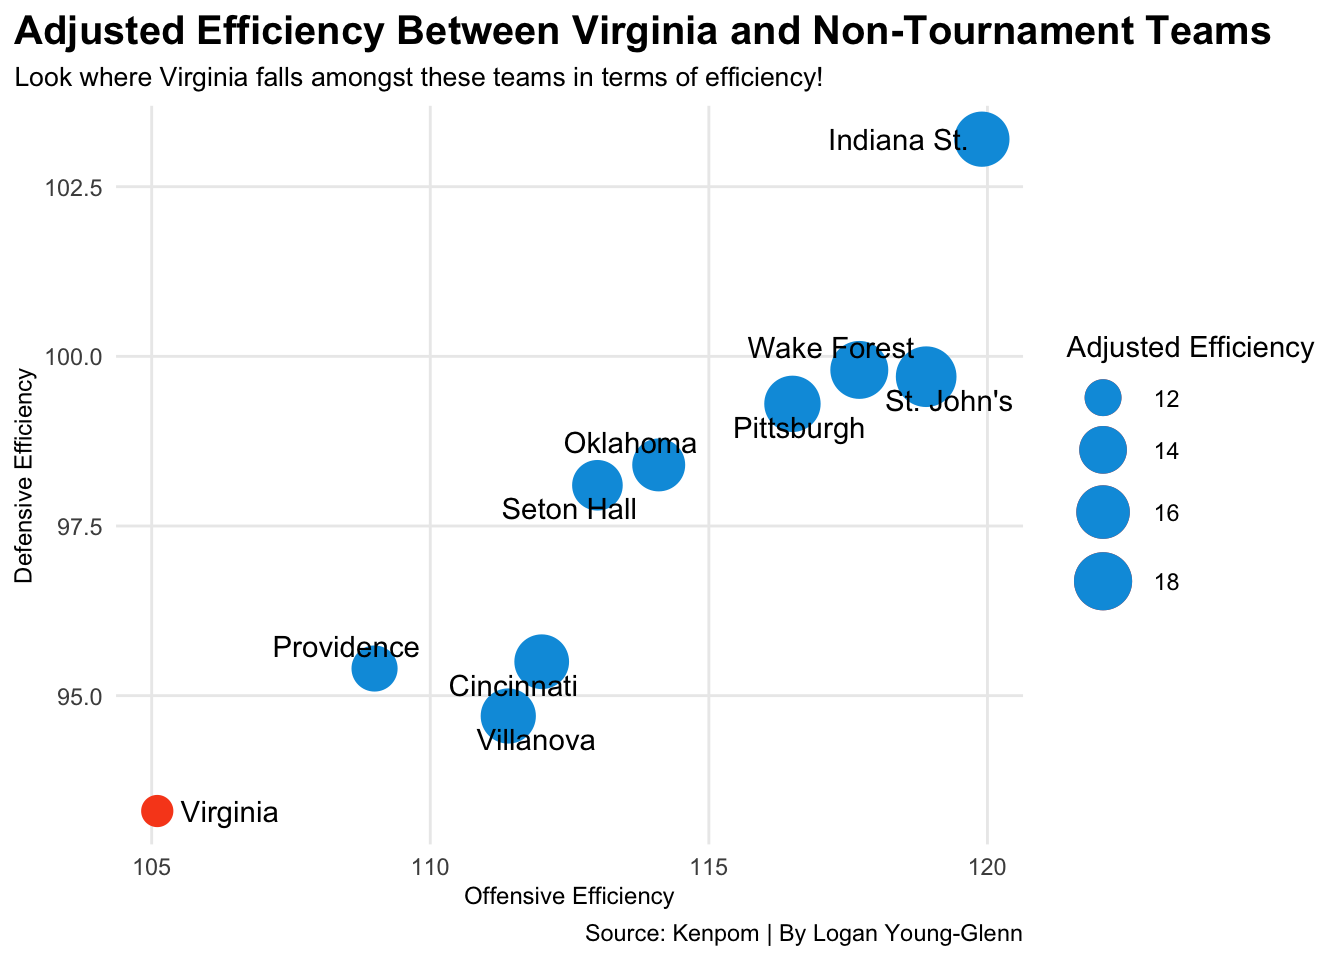 Adjusted Efficiency Between Virginia and Non-Tournament Teams
Look where Virginia falls amongst these teams in terms of efficiency!
Indiana St.
102.5
Wake Forest
100.0
St. John's
Pittsburgh
Oklahoma
Seton Hall
97.5
Providence
Cincinnati
95.0
Villanova
Virginia
Defensive Efficiency
105
110
115
120
Offensive Efficiency
Adjusted Efficiency
12
14
16
18
Source: Kenpom | By Logan Young-Glenn